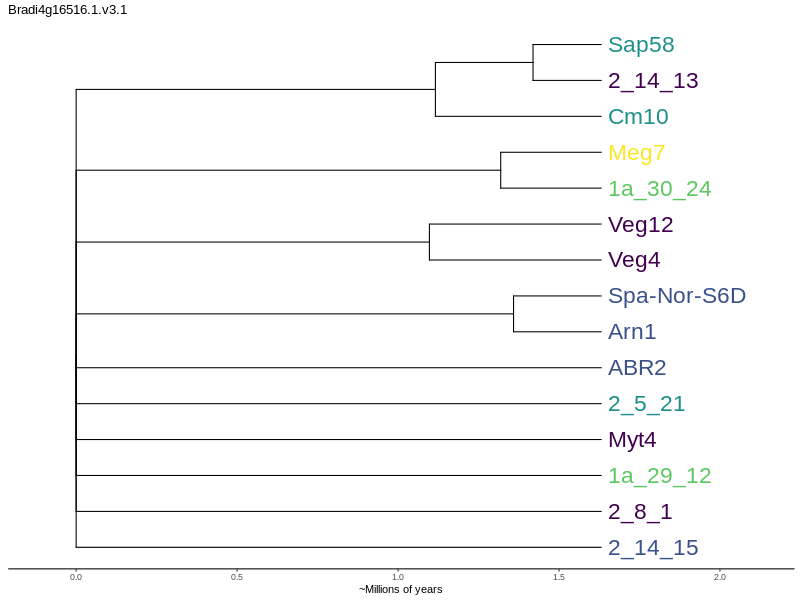 Bradi4g16516.1.v3.1
Sap58
2_14_13
Cm10
Meg7
1a_30_24
Veg12
Veg4
Spa-Nor-S6D
Arn1
ABR2
2_5_21
Myt4
1a_29_12
2_8_1
2_14_15
0.0 0.5 1.0 1.5 2.0
~Millions of years